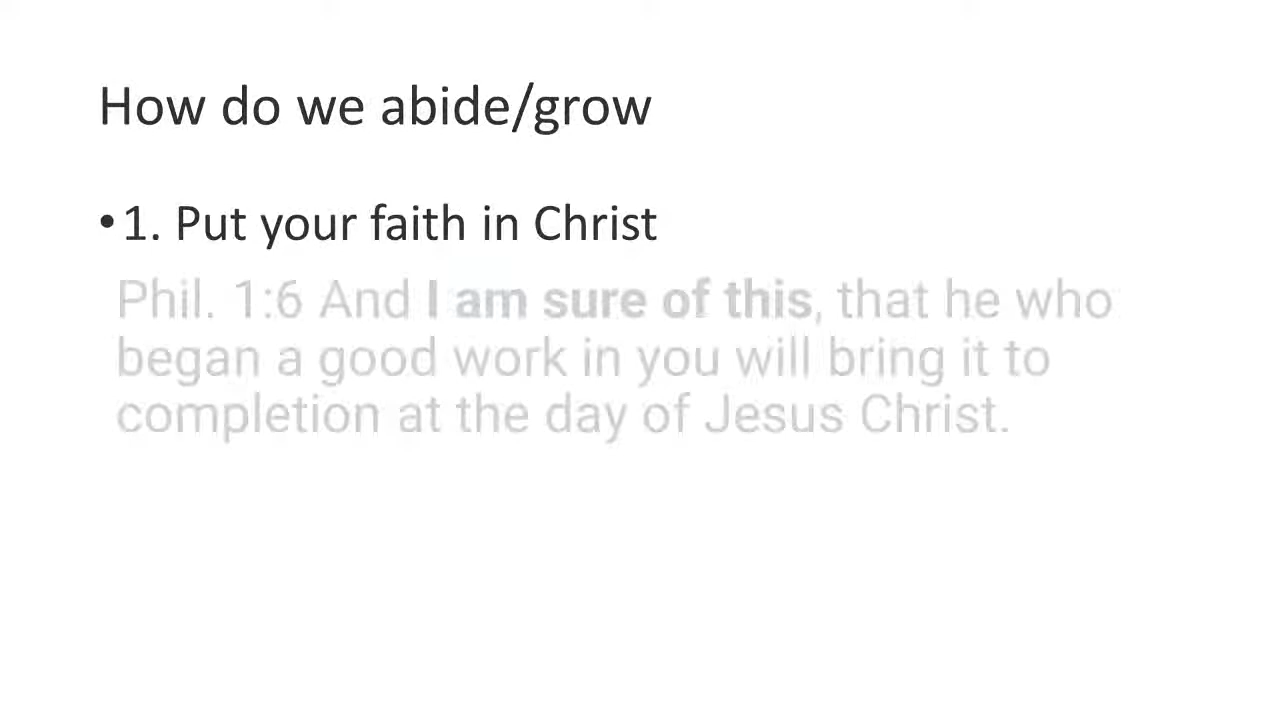 How do we abide/grow
•1. Put your faith in Christ
Phil. 1:6 And I am sure of this, that he who
began a good work in you will bring it to
completion at the day of Jesus Christ.